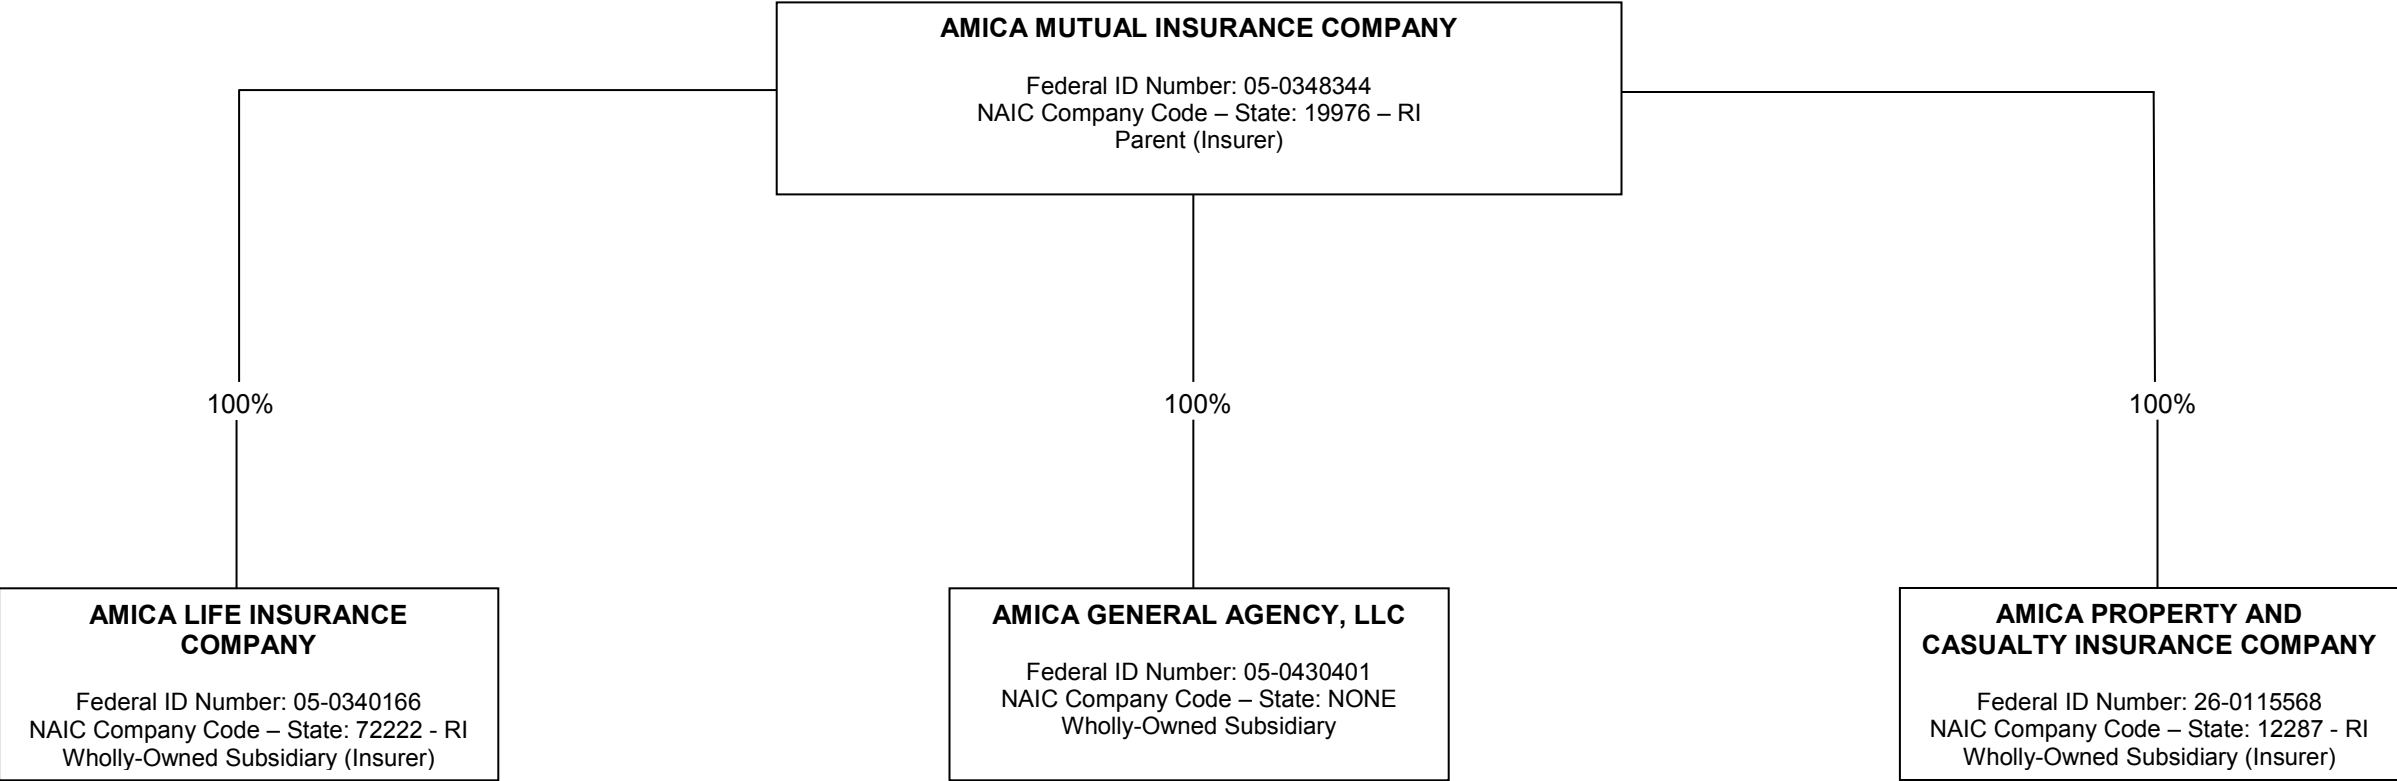 AMICA MUTUAL INSURANCE COMPANY
Federal ID Number: 05-0348344
NAIC Company Code – State: 19976 – RI
Parent (Insurer)
100%
100%
100%
AMICA LIFE INSURANCE
COMPANY
Federal ID Number: 05-0340166
NAIC Company Code – State: 72222 - RI
Wholly-Owned Subsidiary (Insurer)
AMICA GENERAL AGENCY, LLC
Federal ID Number: 05-0430401
NAIC Company Code – State: NONE
Wholly-Owned Subsidiary
AMICA PROPERTY AND
CASUALTY INSURANCE COMPANY
Federal ID Number: 26-0115568
NAIC Company Code – State: 12287 - RI
Wholly-Owned Subsidiary (Insurer)